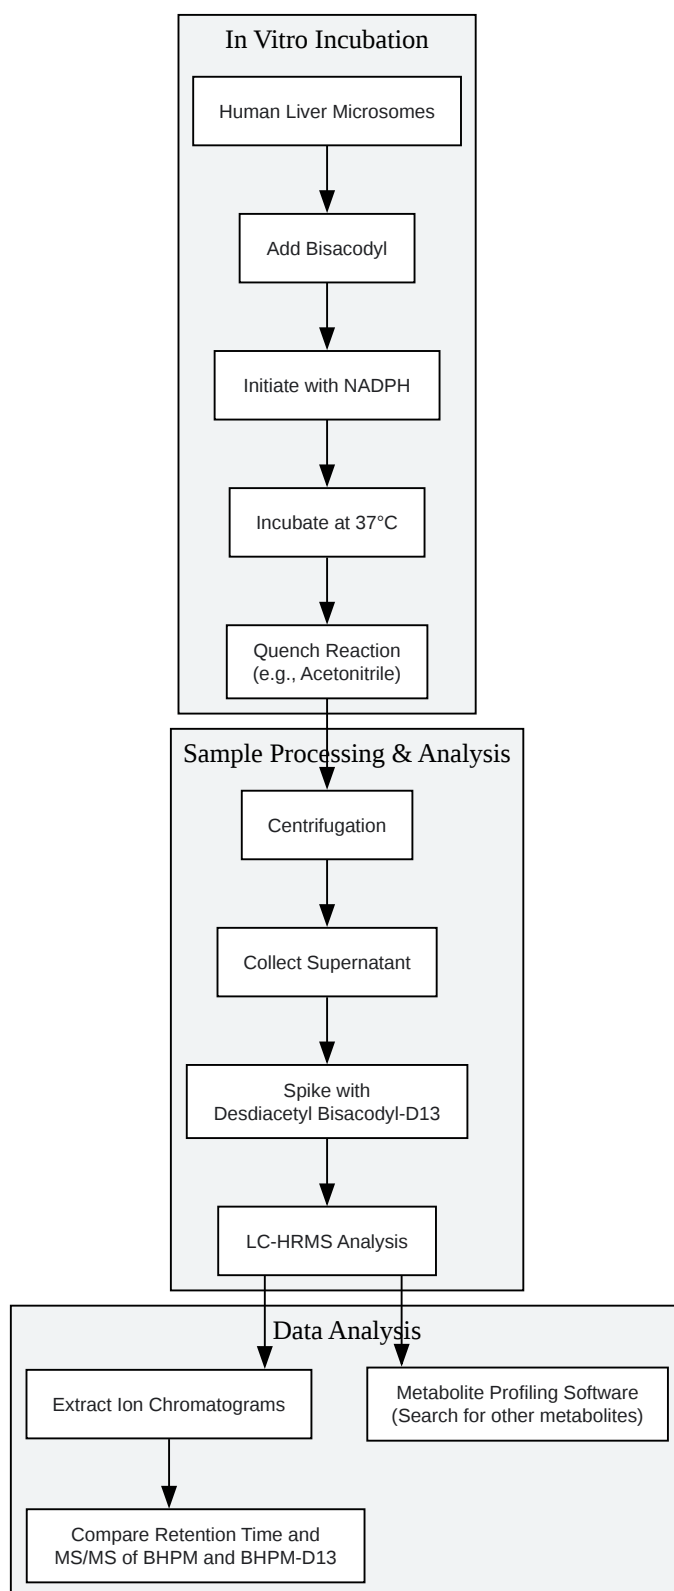 In Vitro Incubation
Human Liver Microsomes
Add Bisacodyl
Initiate with NADPH
Incubate at 37°C
Quench Reaction
(e.g., Acetonitrile)
Sample Processing & Analysis
Centrifugation
Collect Supernatant
Spike with
Desdiacetyl Bisacodyl-D13
LC-HRMS Analysis
Data Analysis
Extract Ion Chromatograms
Metabolite Profiling Software
(Search for other metabolites)
Compare Retention Time and
MS/MS of BHPM and BHPM-D13